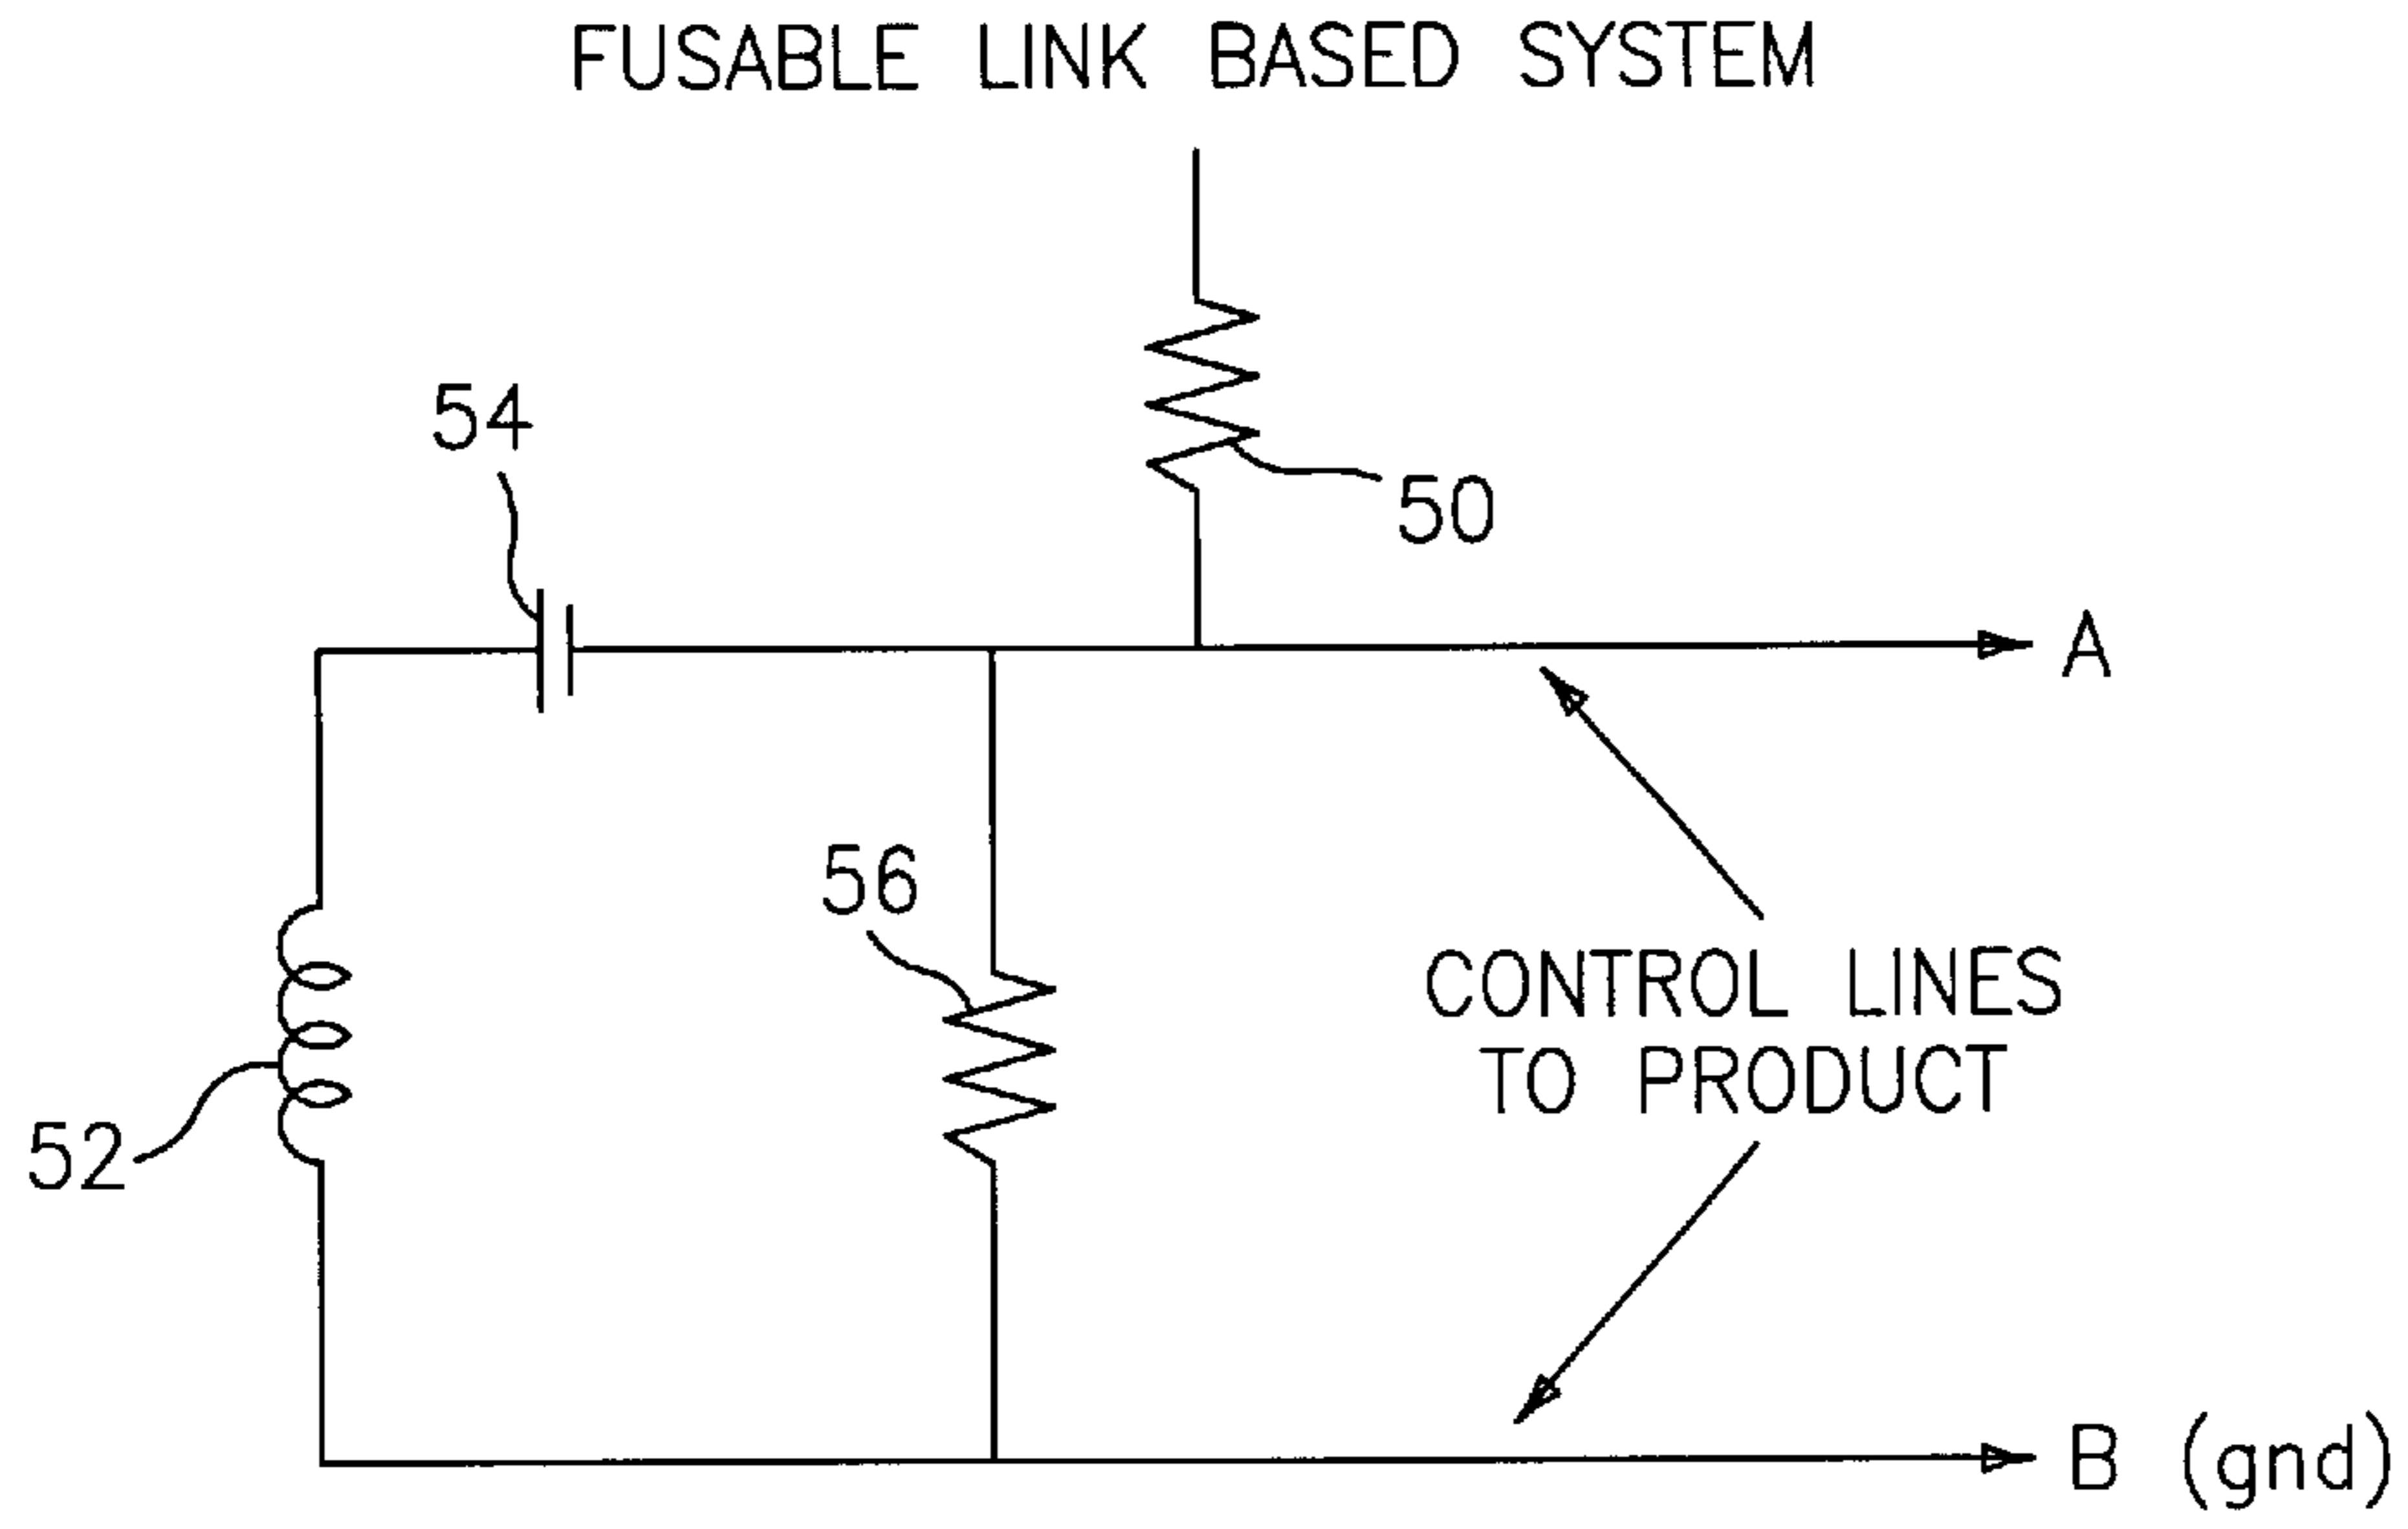 FUSABLE LINK BASED SYSTEM
54
50
A
56
CONTROL LINES
TO PRODUCT
52
B (gnd)